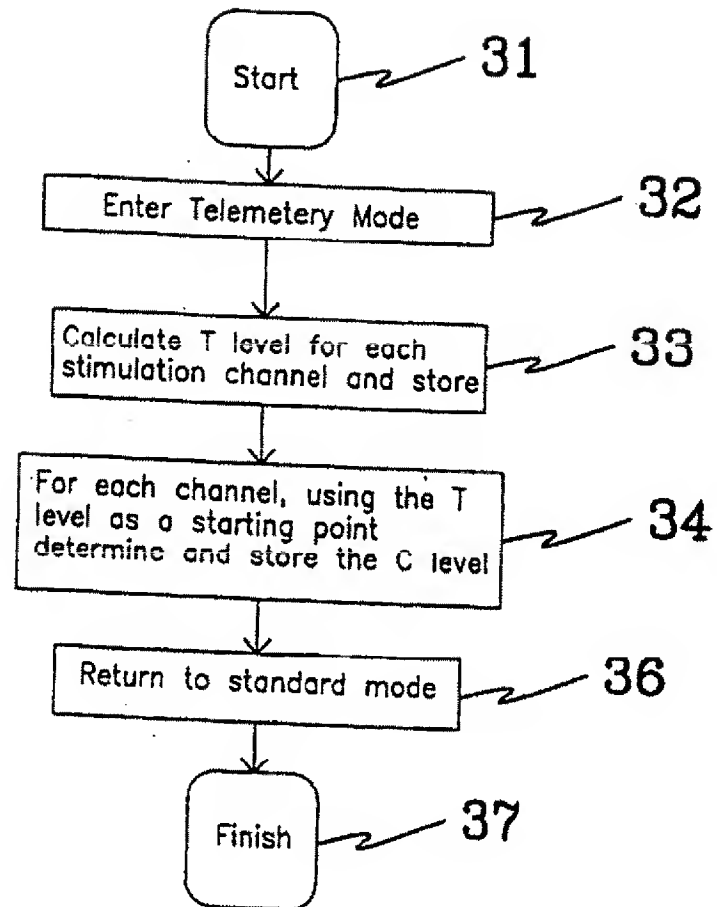 Start
31
Enter Telemetery Mode
32
Calculate T level for each
stimulation channel and store
33
For each channel, using the T
level as a starting point
determine and store the C level
34
Return to standard mode
36
Finish
37